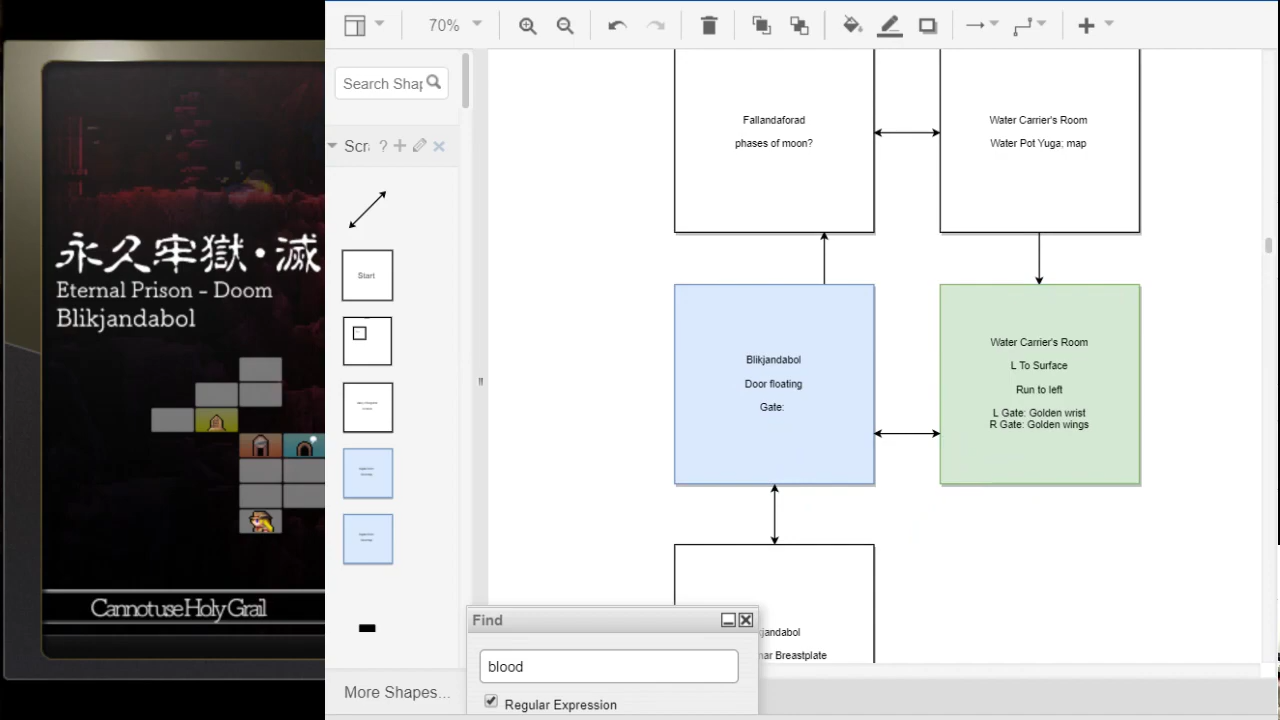 70%
Search Shap
Scr
?
永久牢獄・滅
Eternal Prison - Doom
Blikjandabol
Cannot use Holy Grail
Start
More Shapes...
Fallandaforad
phases of moon?
Water Carrier's Room
Water Pot Yuga; map
Blikjandabol
Door floating
Gate:
Water Carrier's Room
L To Surface
Run to left
L Gate: Golden wrist
R Gate: Golden wings
jandabol
nar Breastplate
Find
blood
Regular Expression